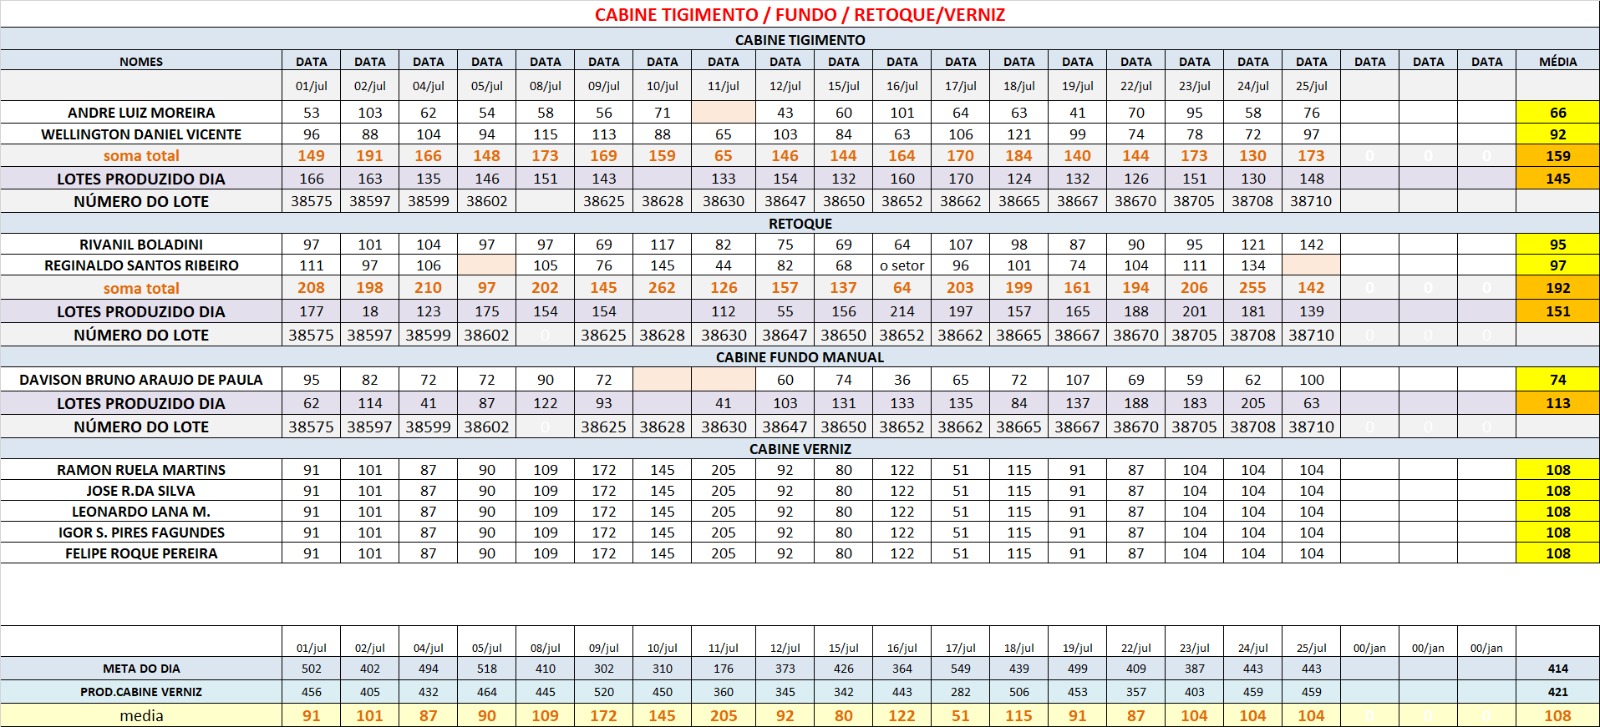 CABINE TIGIMENTO / FUNDO / RETOQUE/VERNIZ
CABINE TIGIMENTO
NOMES DATA DATA DATA DATA DATA DATA DATA DATA DATA DATA DATA DATA DATA DATA DATA DATA DATA DATA DATA DATA DATA MÉDIA
01/jul 02/jul 04/jul 05/jul 08/jul 09/jul 10/jul 11/jul 12/jul 15/jul 16/jul 17/jul 18/jul 19/jul 22/jul 23/jul 24/jul 25/jul
ANDRE LUIZ MOREIRA 53 103 62 54 58 56 71 43 60 101 64 63 41 70 95 58 76 66
WELLINGTON DANIEL VICENTE 96 88 104 94 115 113 88 65 103 84 63 106 121 99 74 78 72 97 92
soma total 149 191 166 148 173 169 159 65 146 144 164 170 184 140 144 173 130 173 0 0 0 159
LOTES PRODUZIDO DIA 166 163 135 146 151 143 133 154 132 160 170 124 132 126 151 130 148 145
NÚMERO DO LOTE 38575 38597 38599 38602 38625 38628 38630 38647 38650 38652 38662 38665 38667 38670 38705 38708 38710
RETOQUE
RIVANIL BOLADINI 97 101 104 97 97 69 117 82 75 69 64 107 98 87 90 95 121 142 95
REGINALDO SANTOS RIBEIRO 111 97 106 105 76 145 44 82 68 o setor 96 101 74 104 111 134 97
soma total 208 198 210 97 202 145 262 126 157 137 64 203 199 161 194 206 255 142 0 0 0 192
LOTES PRODUZIDO DIA 177 18 123 175 154 154 112 55 156 214 197 157 165 188 201 181 139 151
NÚMERO DO LOTE 38575 38597 38599 38602 0 38625 38628 38630 38647 38650 38652 38662 38665 38667 38670 38705 38708 38710 0 0 0
CABINE FUNDO MANUAL
DAVISON BRUNO ARAUJO DE PAULA 95 82 72 72 90 72 60 74 36 65 72 107 69 59 62 100 74
LOTES PRODUZIDO DIA 62 114 41 87 122 93 41 103 131 133 135 84 137 188 183 205 63 113
NÚMERO DO LOTE 38575 38597 38599 38602 0 38625 38628 38630 38647 38650 38652 38662 38665 38667 38670 38705 38708 38710 0 0 0
CABINE VERNIZ
RAMON RUELA MARTINS 91 101 87 90 109 172 145 205 92 80 122 51 115 91 87 104 104 104 108
JOSE R.DA SILVA 91 101 87 90 109 172 145 205 92 80 122 51 115 91 87 104 104 104 108
LEONARDO LANA M. 91 101 87 90 109 172 145 205 92 80 122 51 115 91 87 104 104 104 108
IGOR S. PIRES FAGUNDES 91 101 87 90 109 172 145 205 92 80 122 51 115 91 87 104 104 104 108
FELIPE ROQUE PEREIRA 91 101 87 90 109 172 145 205 92 80 122 51 115 91 87 104 104 104 108
01/jul 02/jul 04/jul 05/jul 08/jul 09/jul 10/jul 11/jul 12/jul 15/jul 16/jul 17/jul 18/jul 19/jul 22/jul 23/jul 24/jul 25/jul 00/jan 00/jan 00/jan
META DO DIA 502 402 494 518 410 302 310 176 373 426 364 549 439 499 409 387 443 443 414
PROD.CABINE VERNIZ 456 405 432 464 445 520 450 360 345 342 443 282 506 453 357 403 459 459 421
media 91 101 87 90 109 172 145 205 92 80 122 51 115 91 87 104 104 104 0 0 0 108